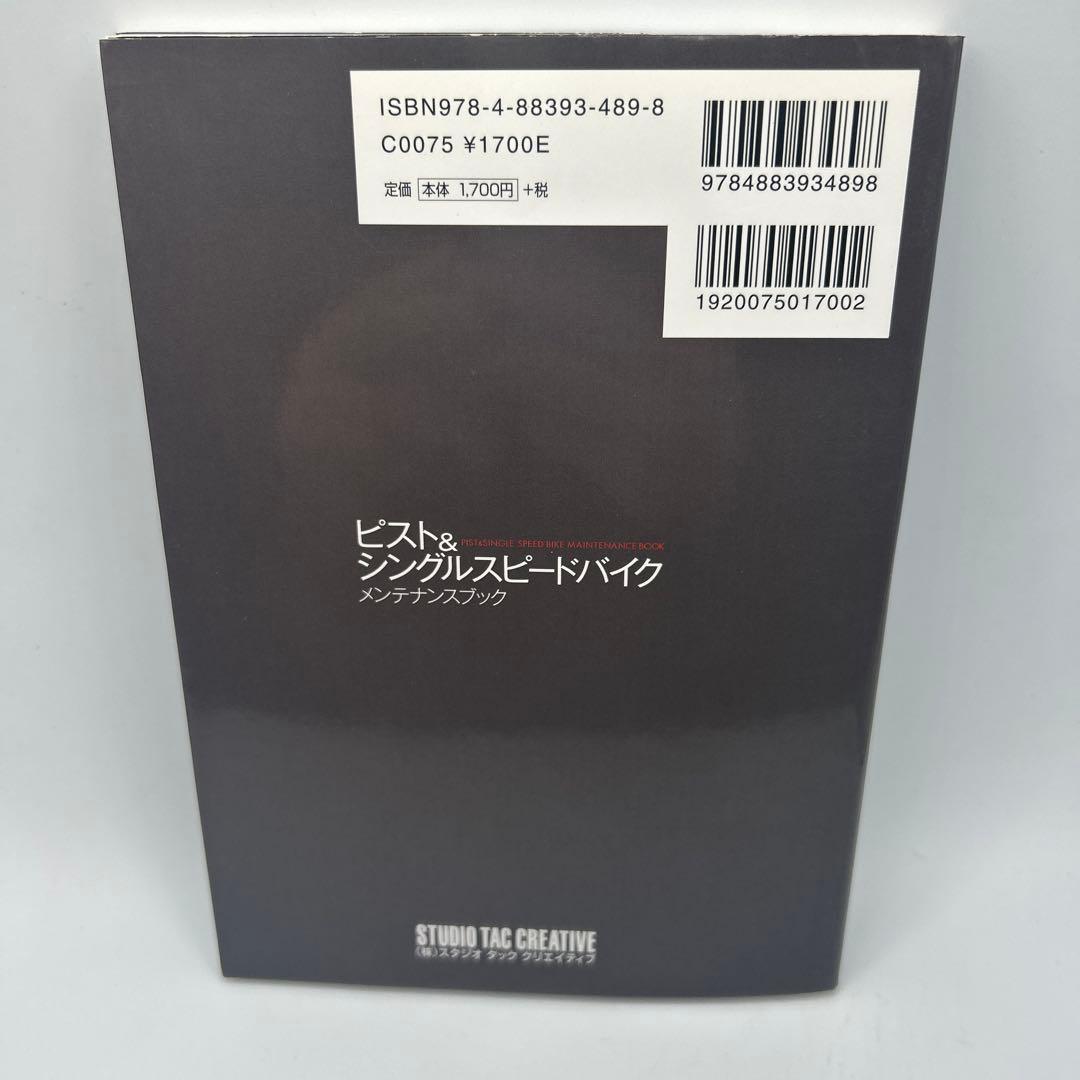 ISBN978-4-88393-489-8
C0075 ¥1700E
定価 本体 1,700円 +税
9784883934898
1920075017002
ピスト&
PIST&SINGLE SPEED BIKE MAINTENANCE BOOK
シングルスピードバイク
メンテナンスブック
STUDIO TAC CREATIVE
(株)スタジオ タック クリエイティブ